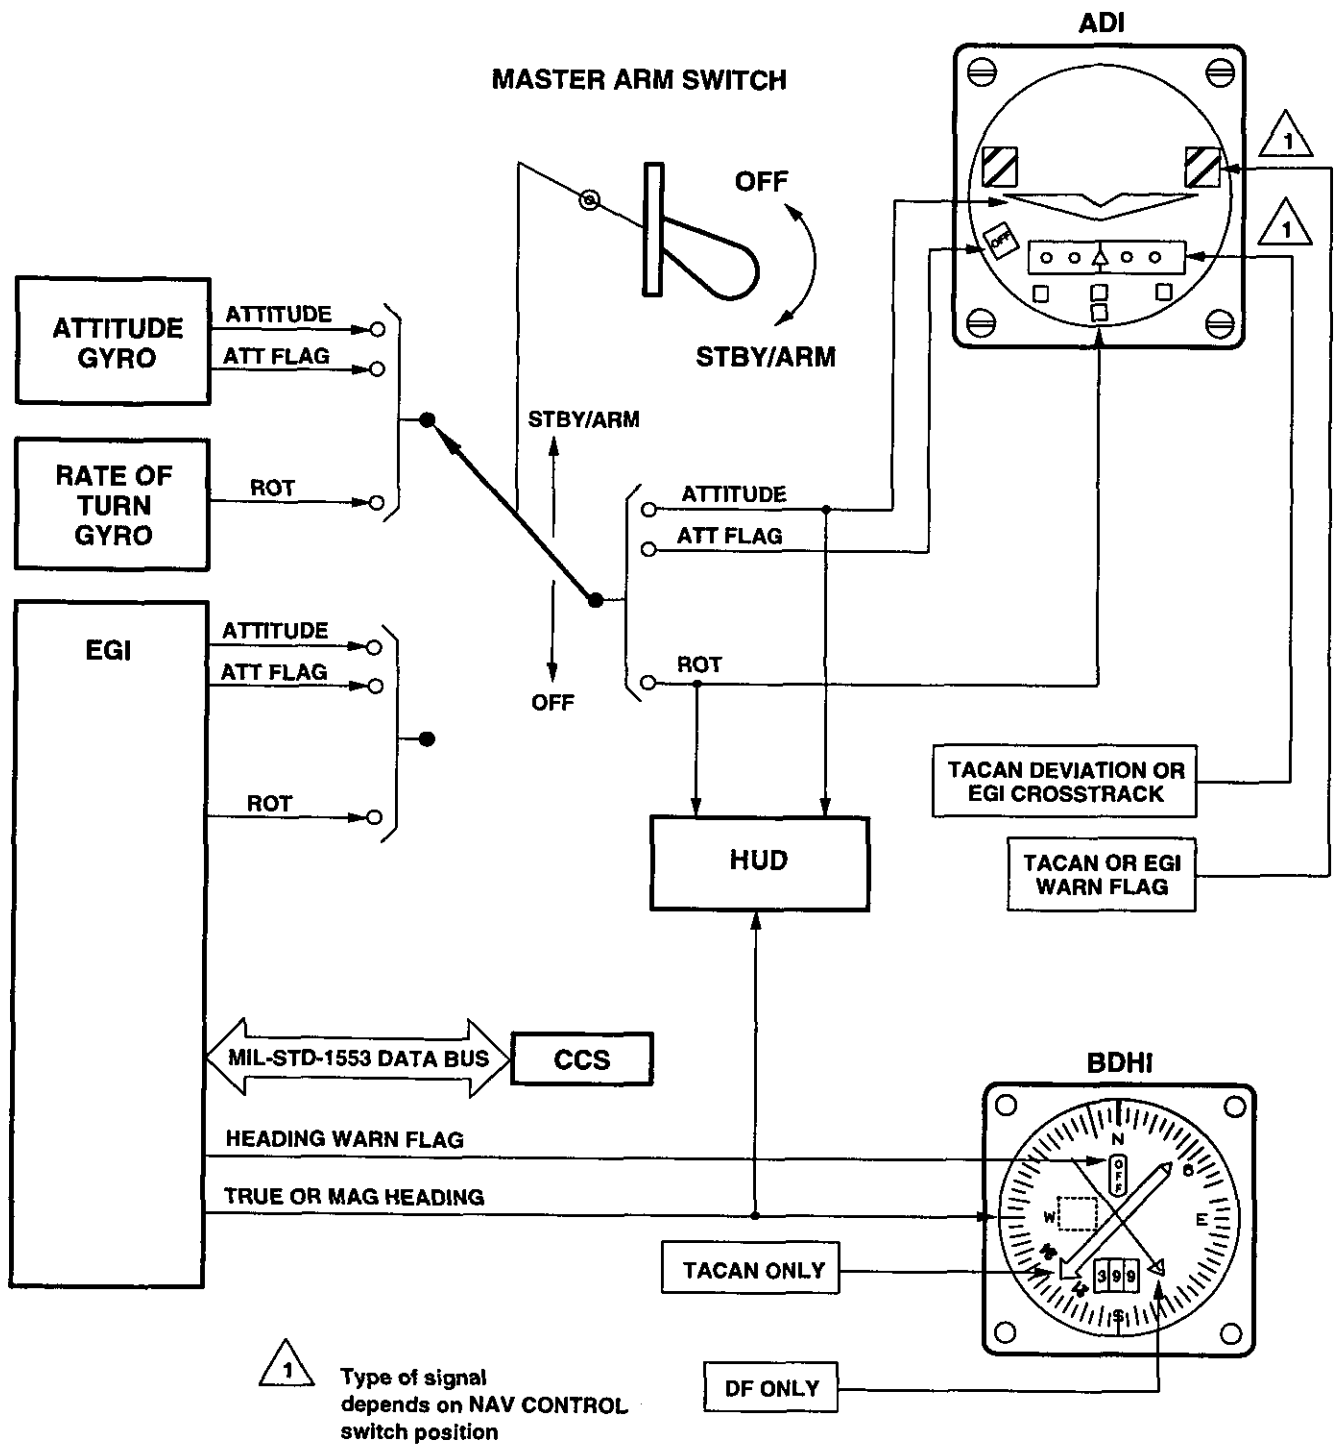 ADI
MASTER ARM SWITCH
1
OFF
1
OFF
STBY/ARM
ATTITUDE
GYRO
ATTITUDE
ATT FLAG
RATE OF
TURN
GYRO
ROT
STBY/ARM
OFF
ATTITUDE
ATT FLAG
ROT
EGI
ATTITUDE
ATT FLAG
ROT
TACAN DEVIATION OR
EGI CROSSTRACK
HUD
TACAN OR EGI
WARN FLAG
MIL-STD-1553 DATA BUS
CCS
BDHI
HEADING WARN FLAG
TRUE OR MAG HEADING
N
OFF
6
W
E
399
S
TACAN ONLY
DF ONLY
1
Type of signal
depends on NAV CONTROL
switch position